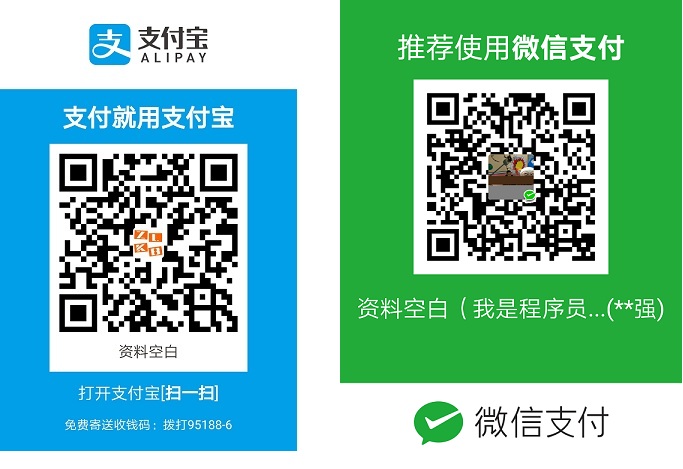 支付宝
ALIPAY
支付就用支付宝
ZL
KB
资料空白
打开支付宝[扫一扫]
免费寄送收钱码：拨打95188-6
推荐使用微信支付
资料空白（我是程序员...(**强)
微信支付